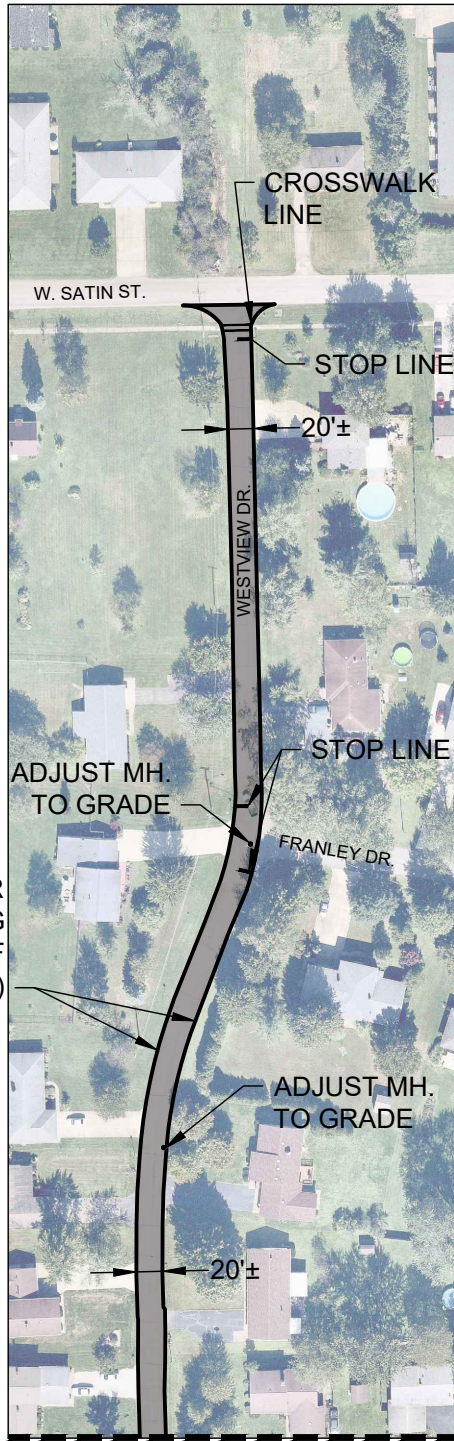 CROSSWALK
LINE
W. SATIN ST.
STOP LINE
20'±
WESTVIEW DR.
STOP LINE
ADJUST MH.
TO GRADE
FRANLEY DR.
ADJUST MH.
TO GRADE
20'±